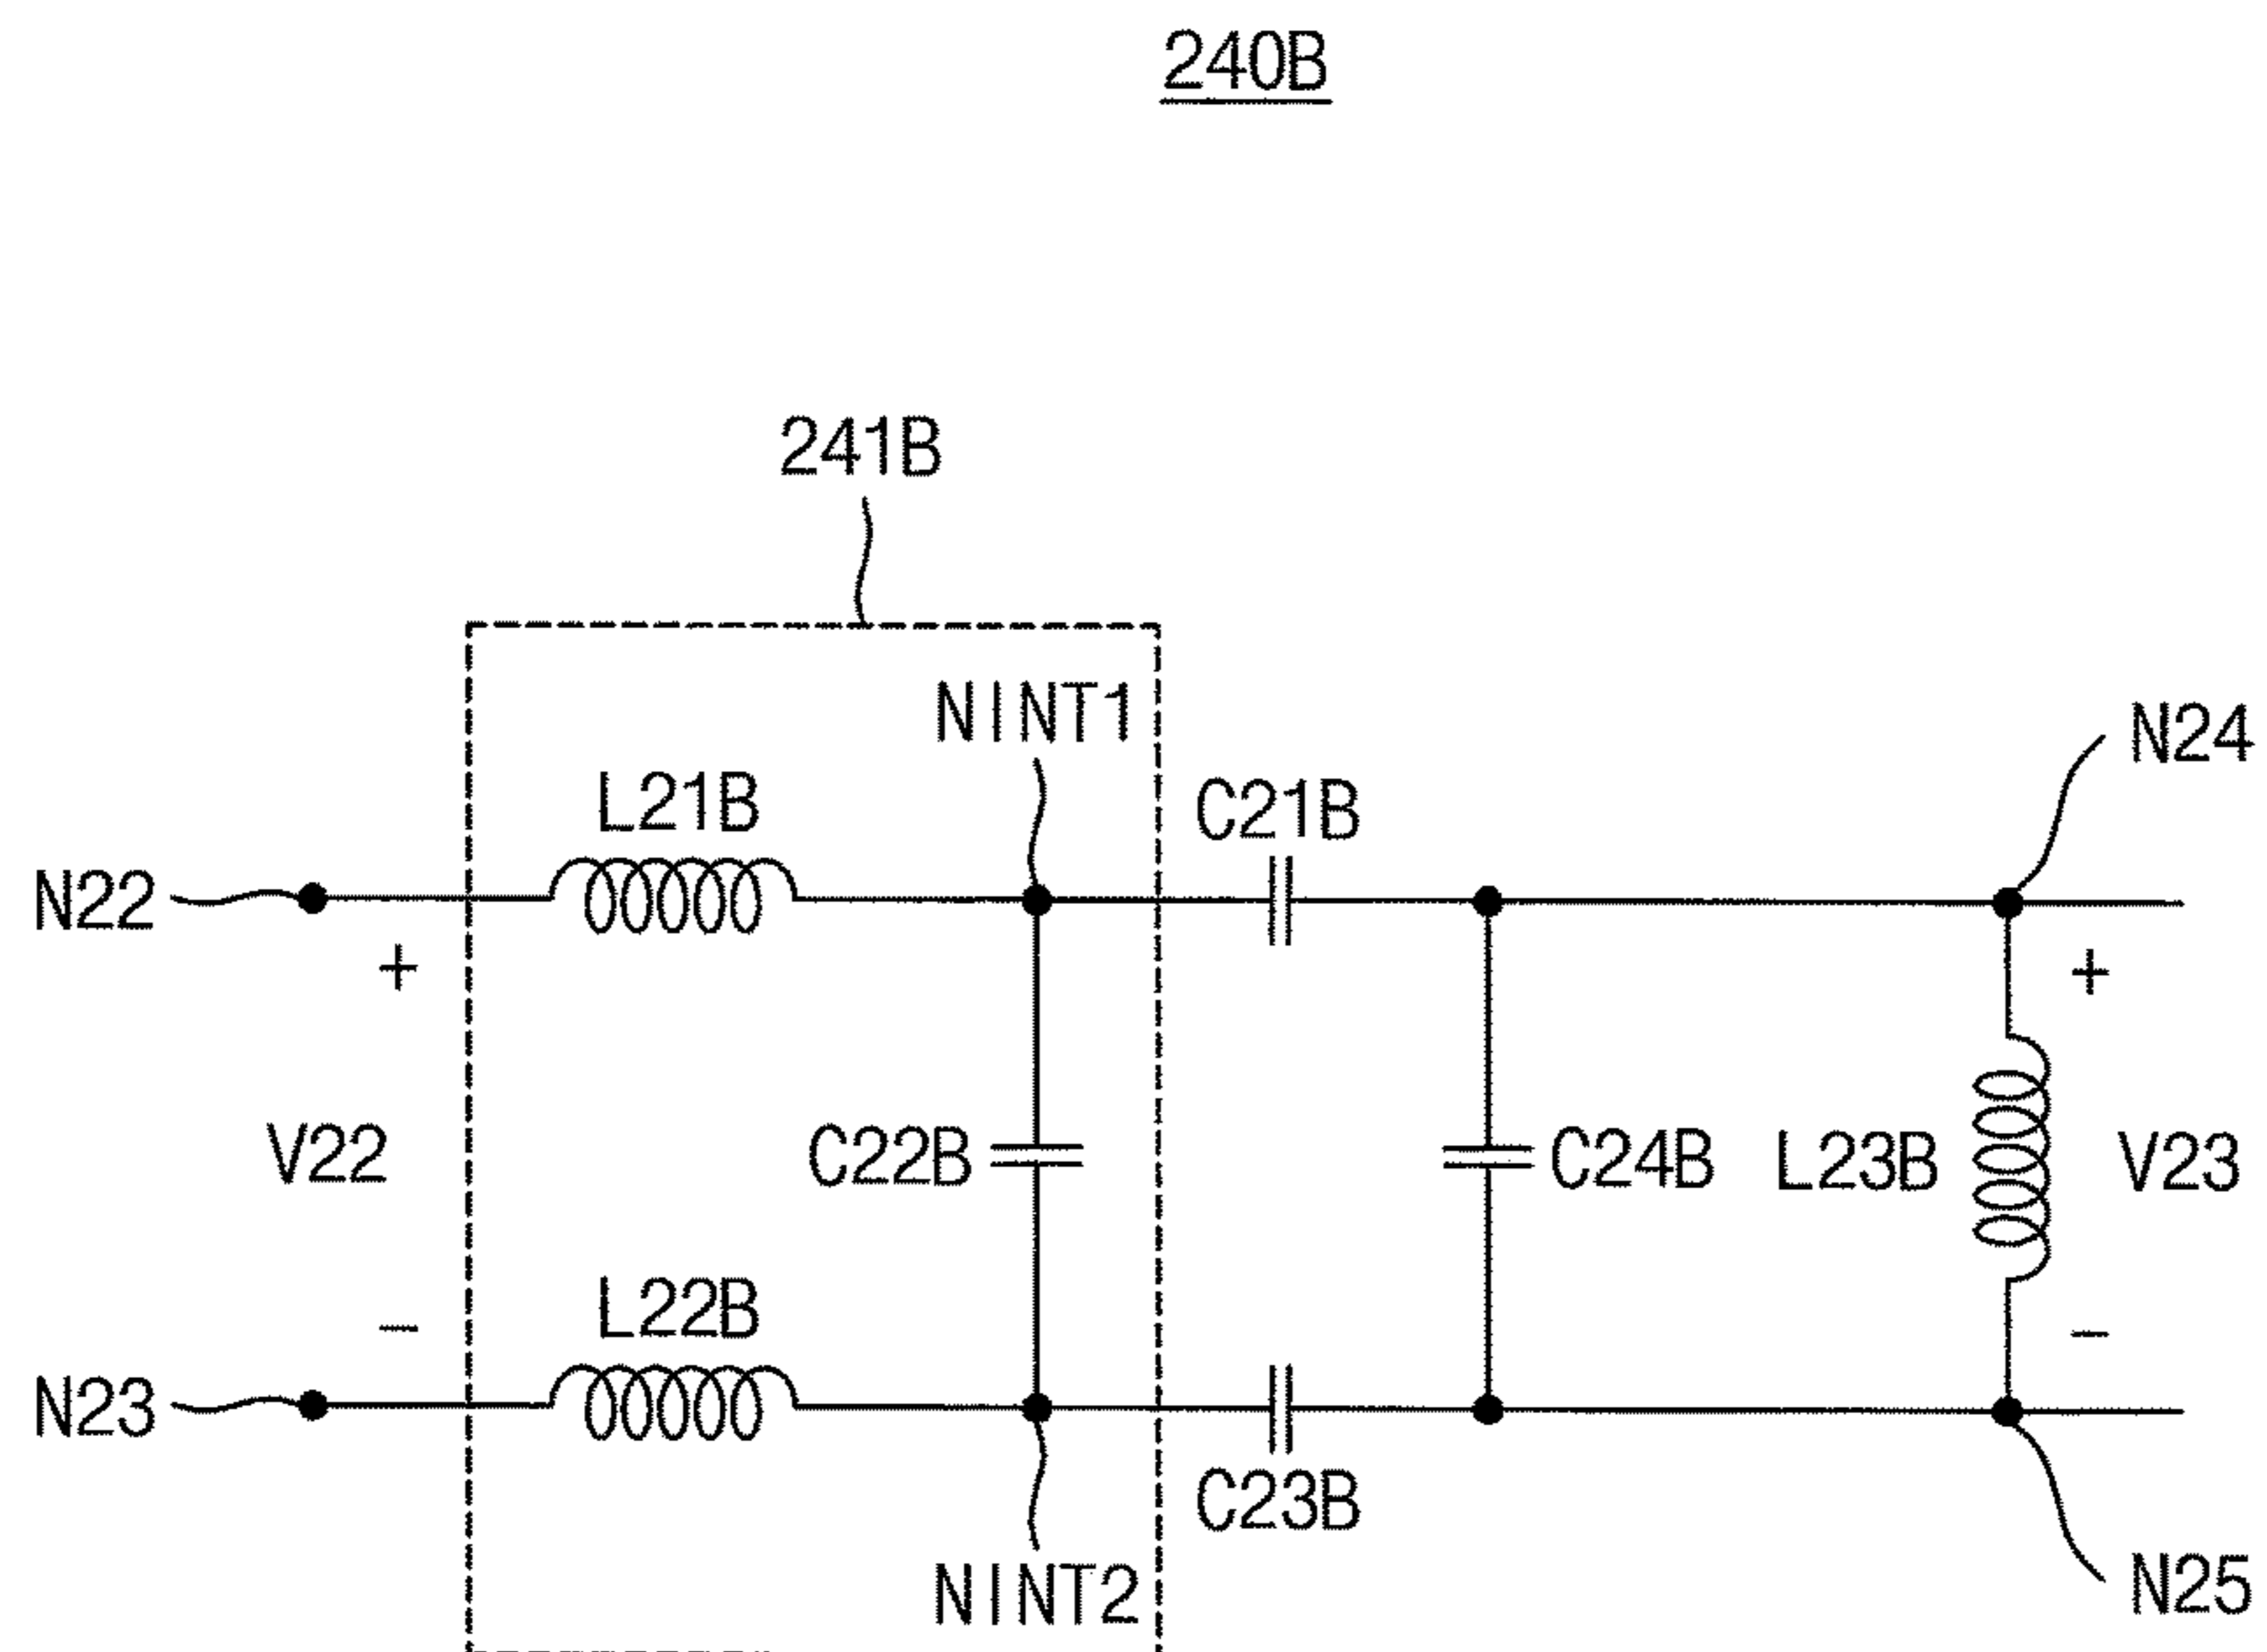 240B
241B
NINT1
N24
L21B
C21B
N22
+
+
V22
C22B
C24B
L23B
V23
L22B
−
−
N23
C23B
NINT2
N25